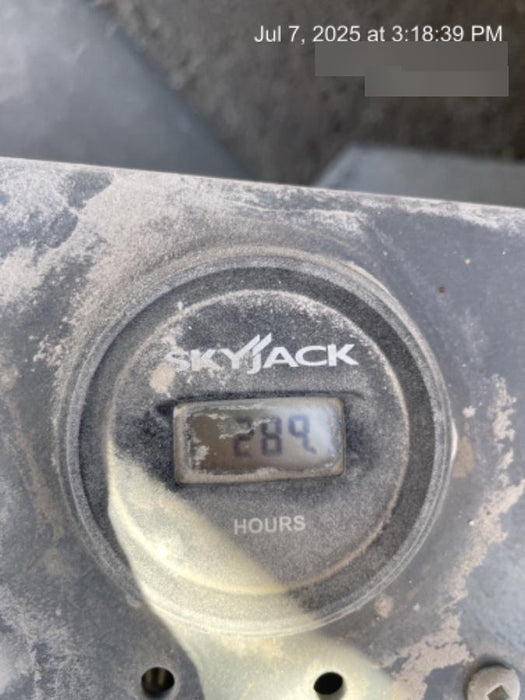 Jul 7, 2025 at 3:18:39 PM
SKYJACK
289
HOURS